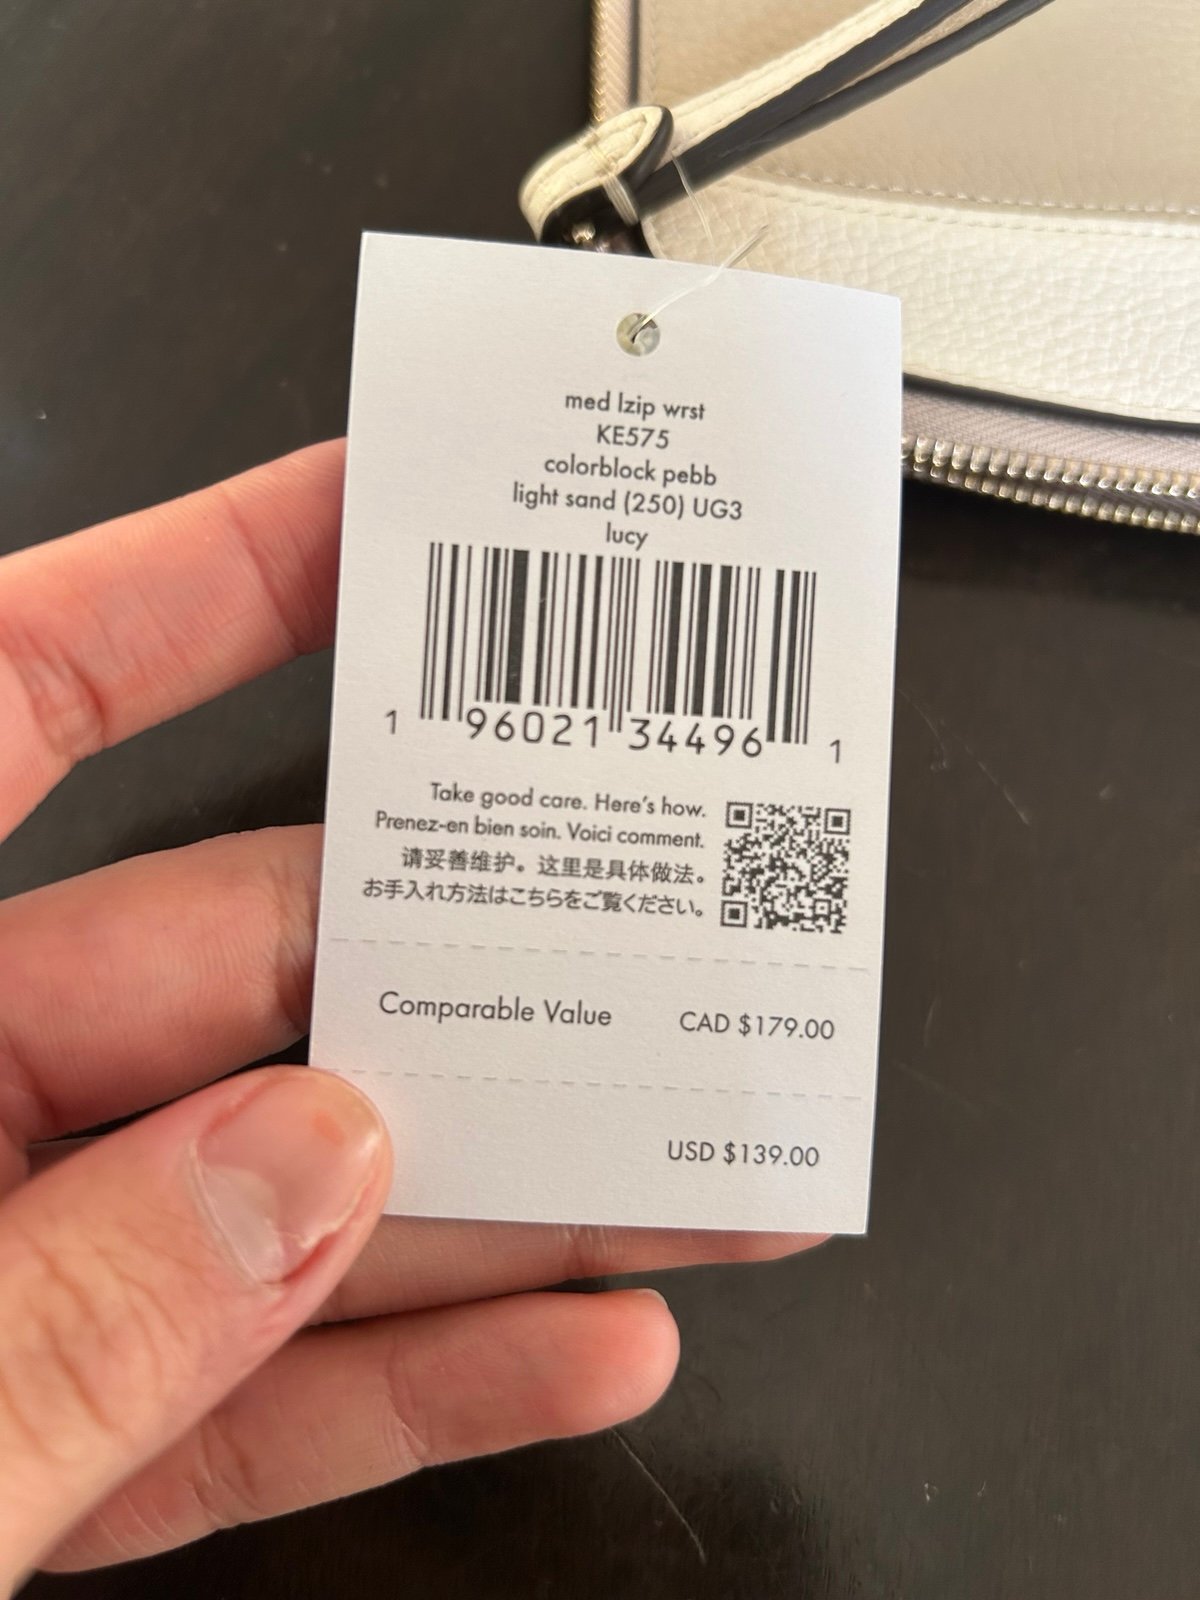 med lzip wrst
KE575
colorblock pebb
light sand (250) UG3
lucy
1 96021 34496 1
Take good care. Here's how.
Prenez-en bien soin. Voici comment.
请妥善维护。这里是具体做法。
お手入れ方法はこちらをご覧ください。
Comparable Value CAD $179.00
USD $139.00